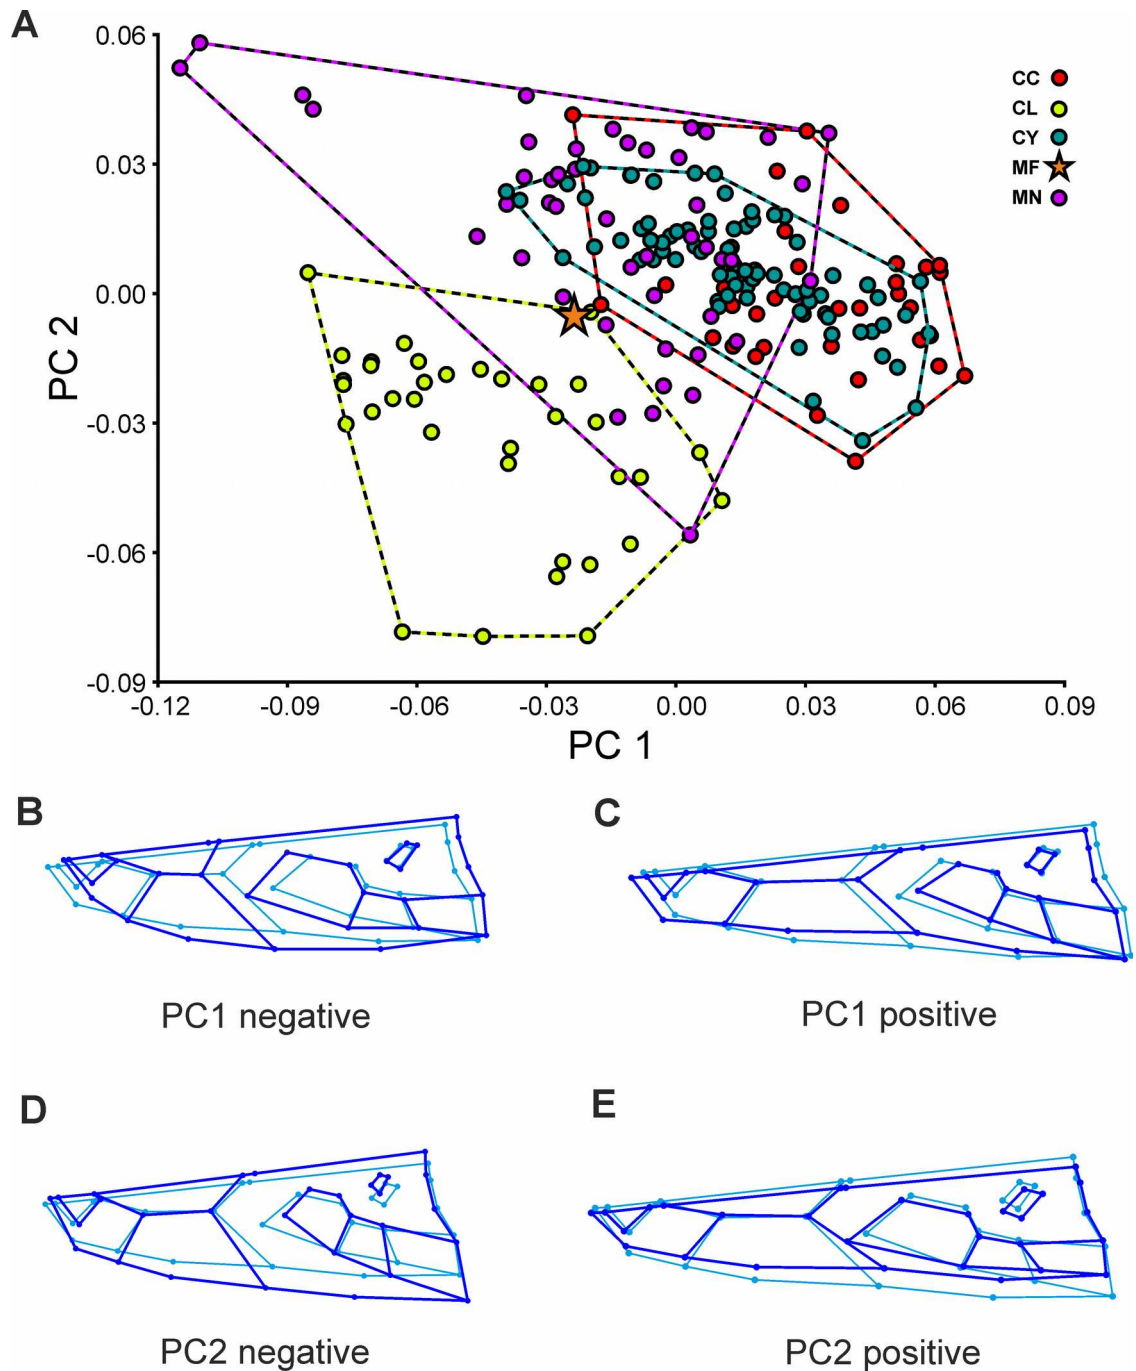 A
0.06
0.03
0.00
-0.03
-0.06
-0.09
PC 2
CC
CL
CY
MF
MN
-0.12 -0.09 -0.06 -0.03 0.00 0.03 0.06 0.09
PC 1
B
C
PC1 negative
PC1 positive
D
E
PC2 negative
PC2 positive